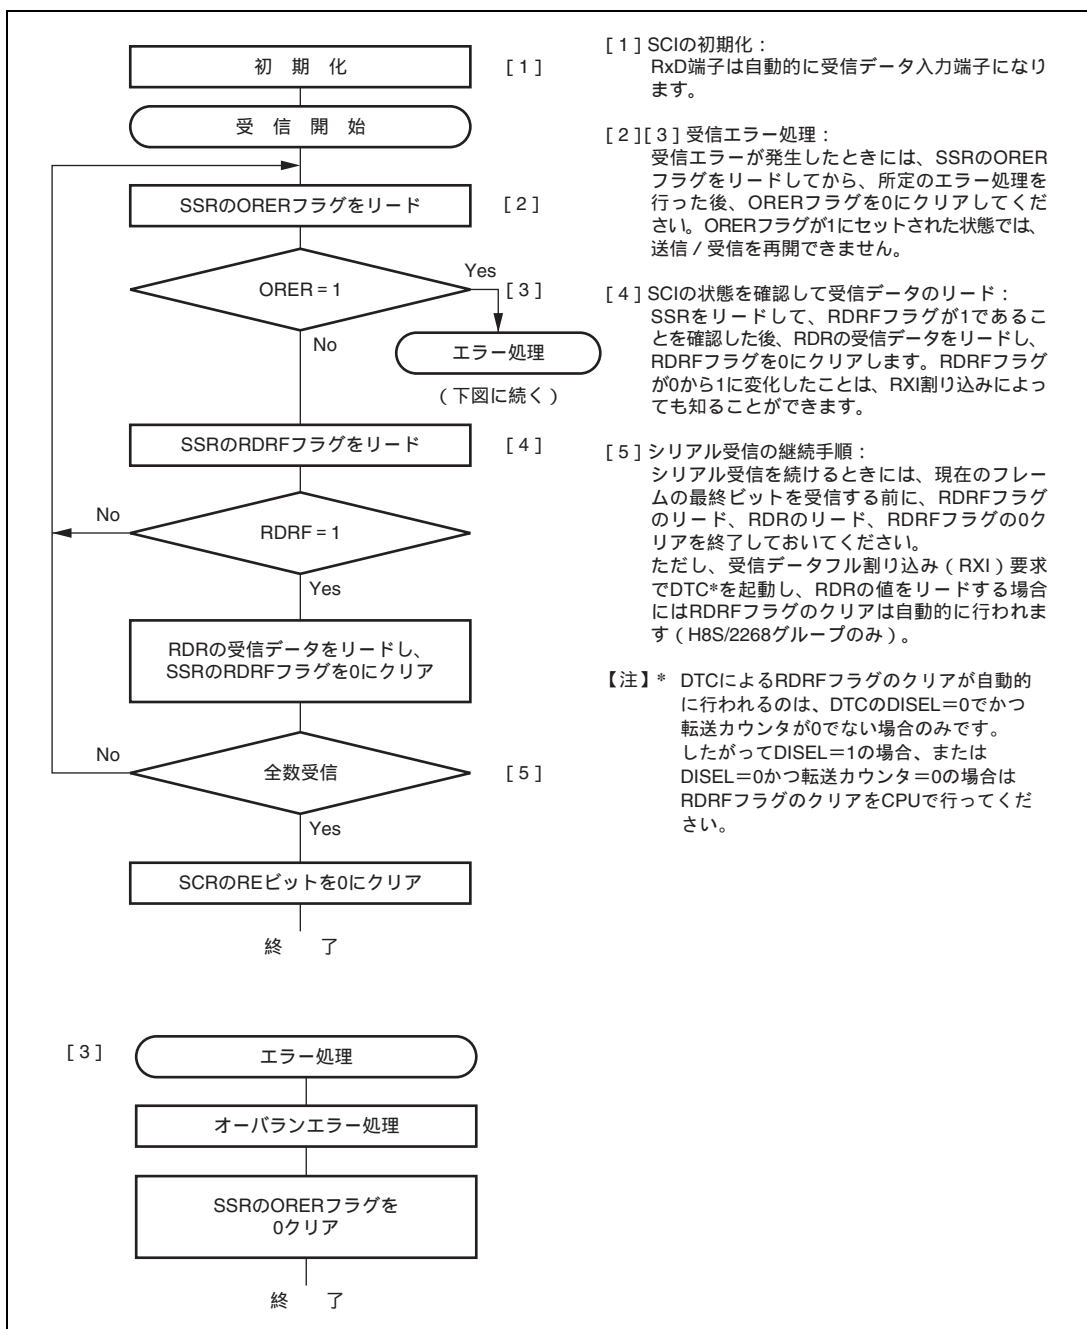 初 期 化
[ 1 ]
受 信 開 始
SSRのORERフラグをリード
[ 2 ]
ORER = 1
Yes
[ 3 ]
No
エラー処理
（下図に続く）
SSRのRDRFフラグをリード
[ 4 ]
No
RDRF = 1
Yes
RDRの受信データをリードし、
SSRのRDRFフラグを0にクリア
No
全数受信
[ 5 ]
Yes
SCRのREビットを0にクリア
終 了
[ 3 ]
エラー処理
オーバランエラー処理
SSRのORERフラグを
0クリア
終 了
[ 1 ] SCIの初期化：
RxD端子は自動的に受信データ入力端子になり
ます。
[ 2 ][ 3 ] 受信エラー処理：
受信エラーが発生したときには、SSRのORER
フラグをリードしてから、所定のエラー処理を
行った後、ORERフラグを0にクリアしてくだ
さい。ORERフラグが1にセットされた状態では、
送信 / 受信を再開できません。
[ 4 ] SCIの状態を確認して受信データのリード：
SSRをリードして、RDRFフラグが1であるこ
とを確認した後、RDRの受信データをリードし、
RDRFフラグを0にクリアします。RDRFフラグ
が0から1に変化したことは、RXI割り込みによっ
ても知ることができます。
[ 5 ] シリアル受信の継続手順：
シリアル受信を続けるときには、現在のフレー
ムの最終ビットを受信する前に、RDRFフラグ
のリード、RDRのリード、RDRFフラグの0ク
リアを終了しておいてください。
ただし、受信データフル割り込み（RXI）要求
でDTC*を起動し、RDRの値をリードする場合
にはRDRFフラグのクリアは自動的に行われま
す（H8S/2268グループのみ）。
【注】* DTCによるRDRFフラグのクリアが自動的
に行われるのは、DTCのDISEL＝0でかつ
転送カウンタが0でない場合のみです。
したがってDISEL＝1の場合、または
DISEL＝0かつ転送カウンタ＝0の場合は
RDRFフラグのクリアをCPUで行ってくだ
さい。